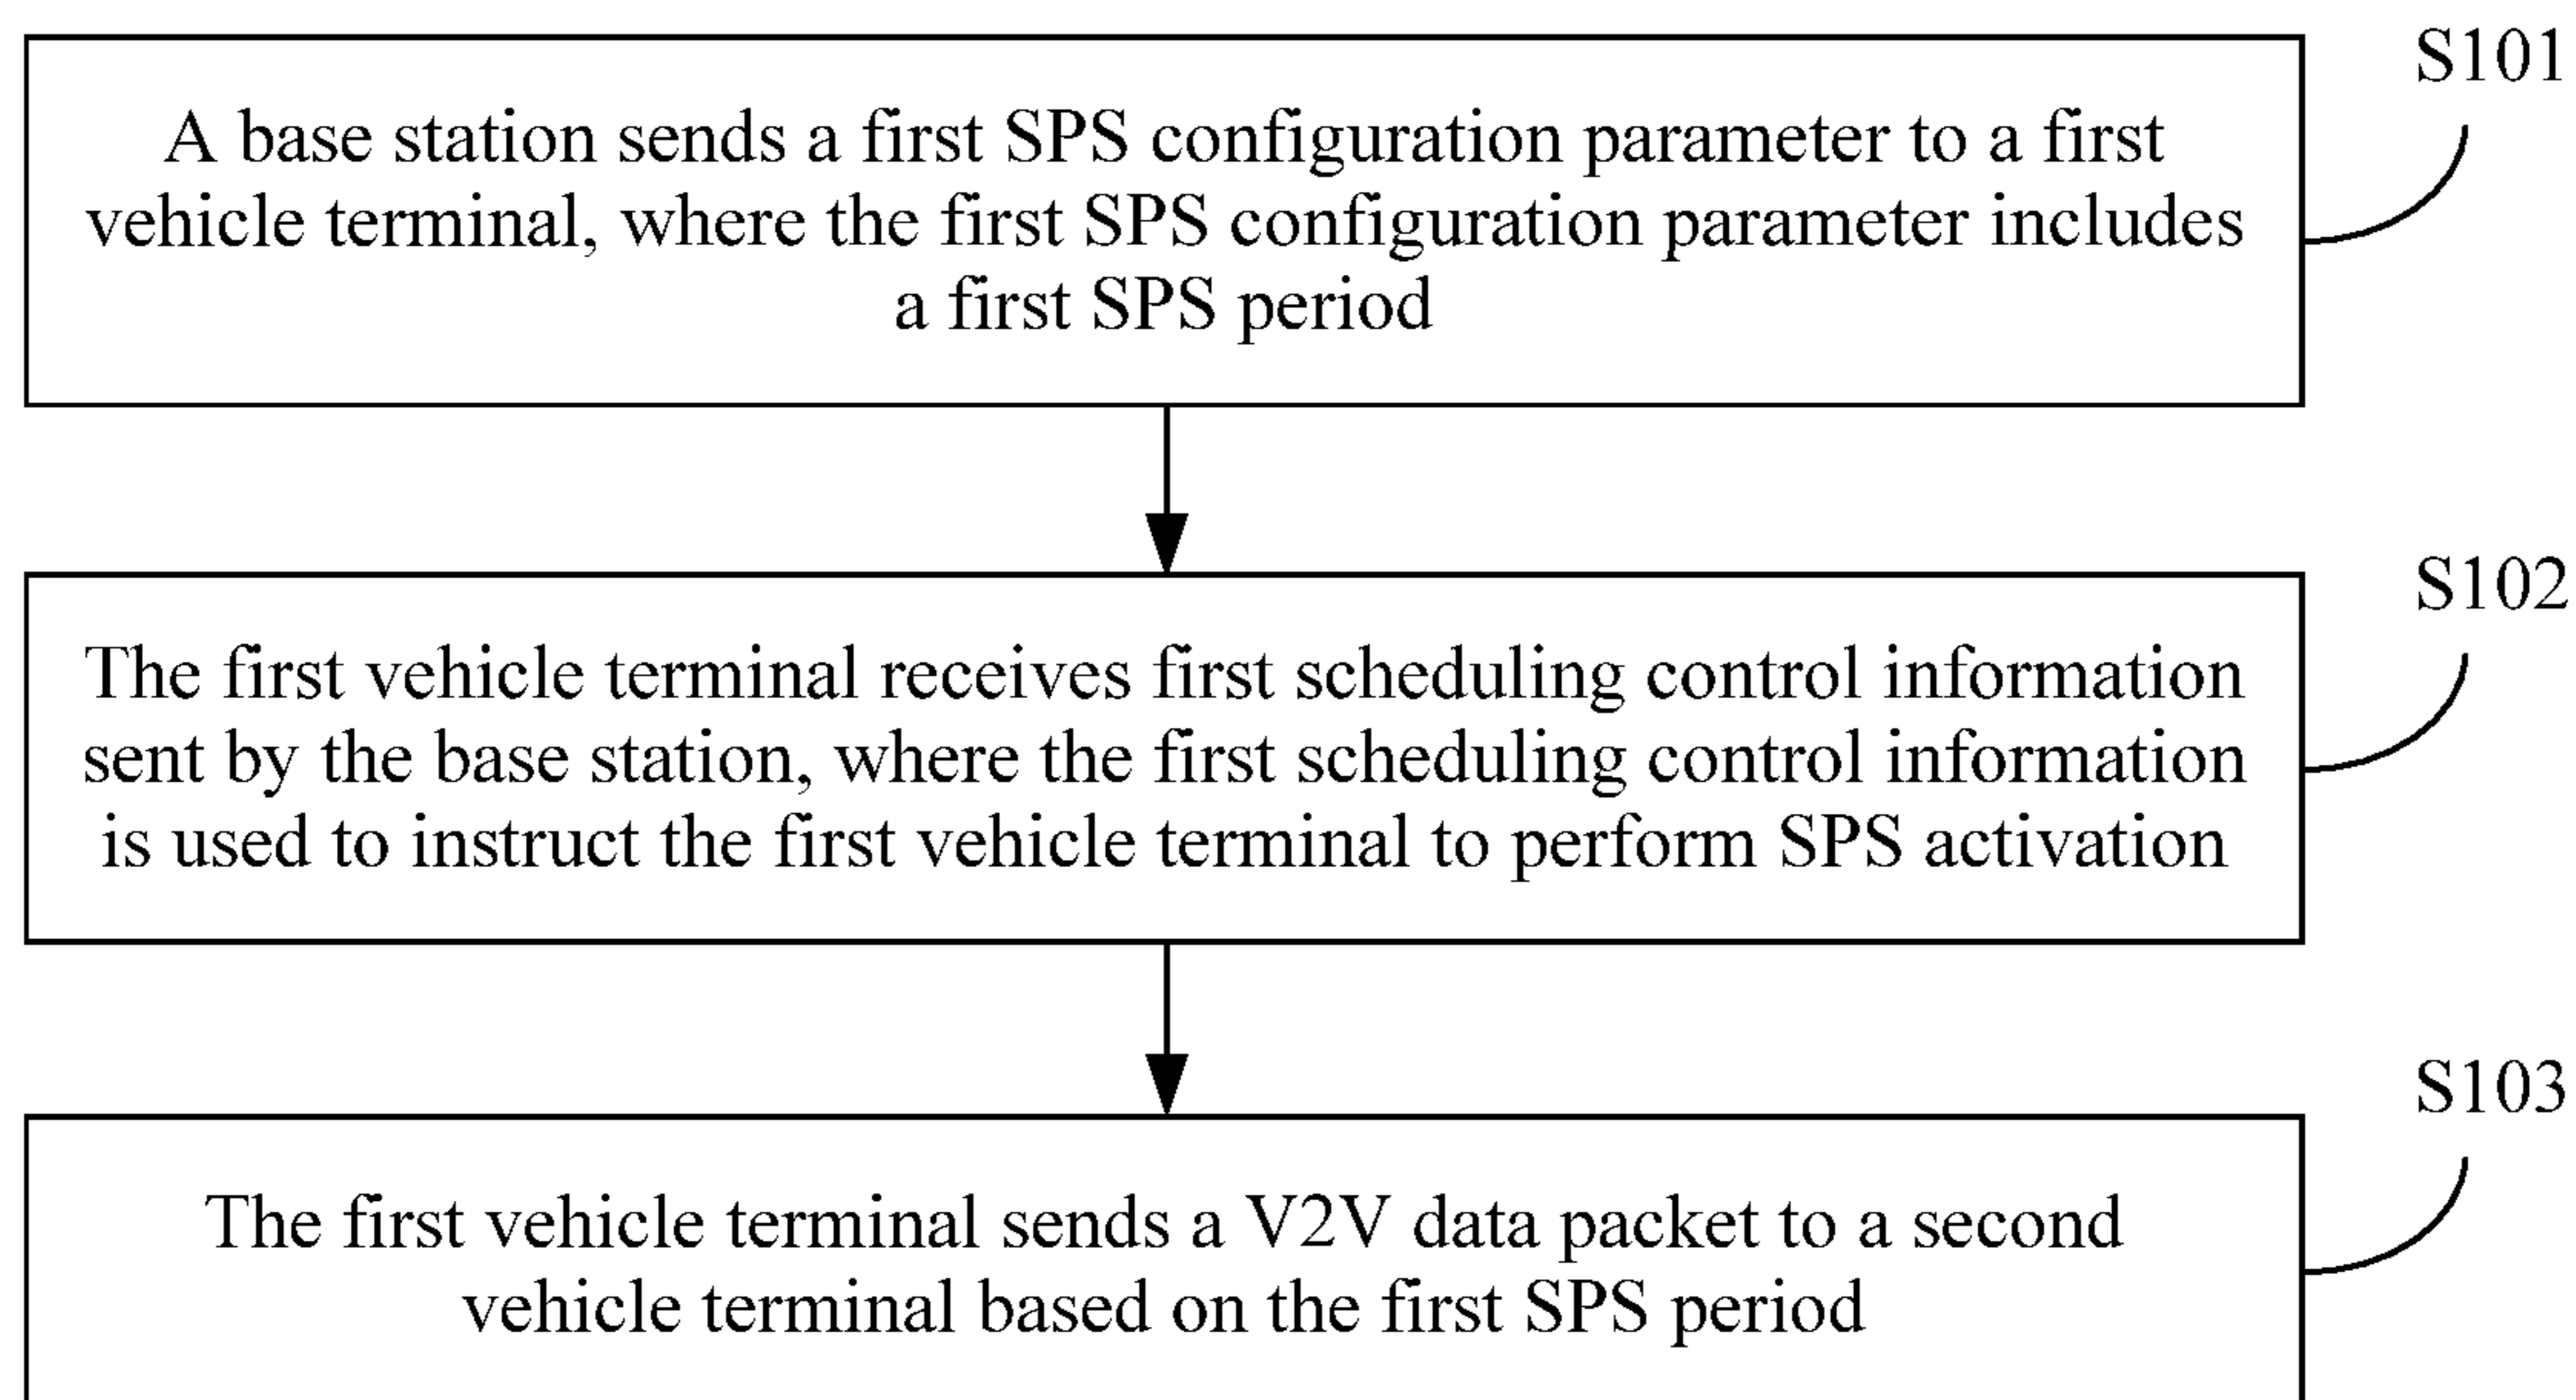 S101
A base station sends a first SPS configuration parameter to a first
vehicle terminal, where the first SPS configuration parameter includes
a first SPS period
S102
The first vehicle terminal receives first scheduling control information
sent by the base station, where the first scheduling control information
is used to instruct the first vehicle terminal to perform SPS activation
S103
The first vehicle terminal sends a V2V data packet to a second
vehicle terminal based on the first SPS period